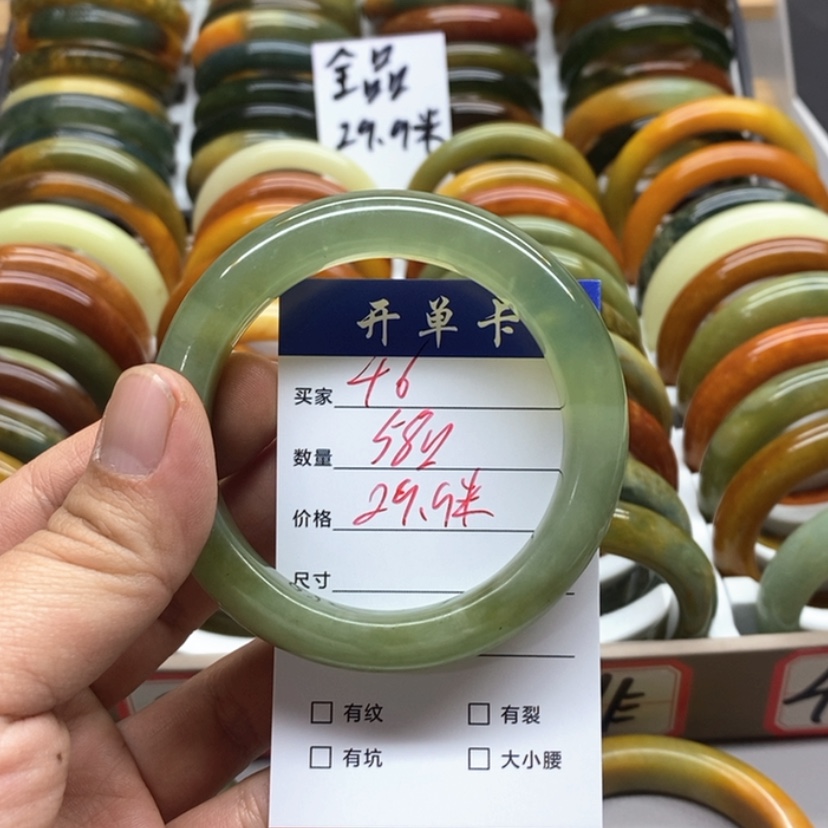 全品
29.9米
开单卡
买家 46
数量 58
价格 29.9米
尺寸
有纹 有裂
有坑 大小腰